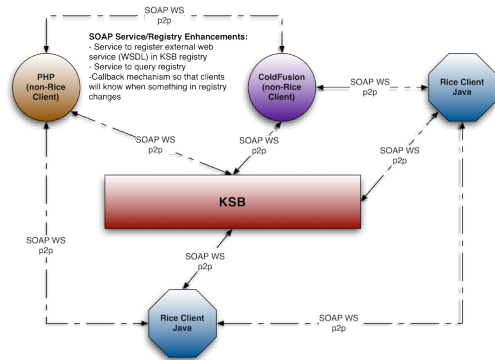 SOAP WS
p2p
SOAP Service/Registry Enhancements:
- Service to register external web
service (WSDL) in KSB registry
- Service to query registry
-Callback mechanism so that clients
will know when something in registry
changes
PHP
(non-Rice
Client)
ColdFusion
(non-Rice
Client)
SOAP WS
p2p
Rice Client
Java
SOAP WS
p2p
SOAP WS
p2p
SOAP WS
p2p
KSB
SOAP WS
p2p
SOAP WS
p2p
SOAP WS
p2p
Rice Client
Java
SOAP WS
p2p